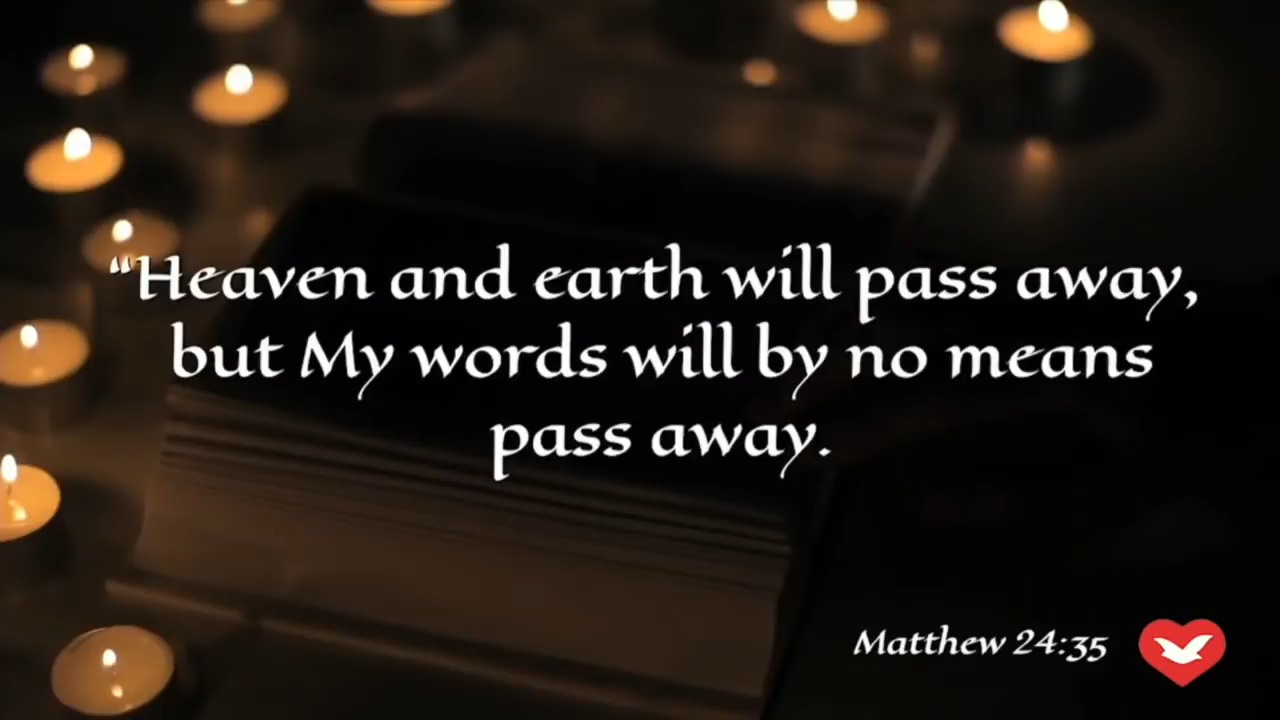 “Heaven and earth will pass away,
but My words will by no means
pass away.
Matthew 24:35